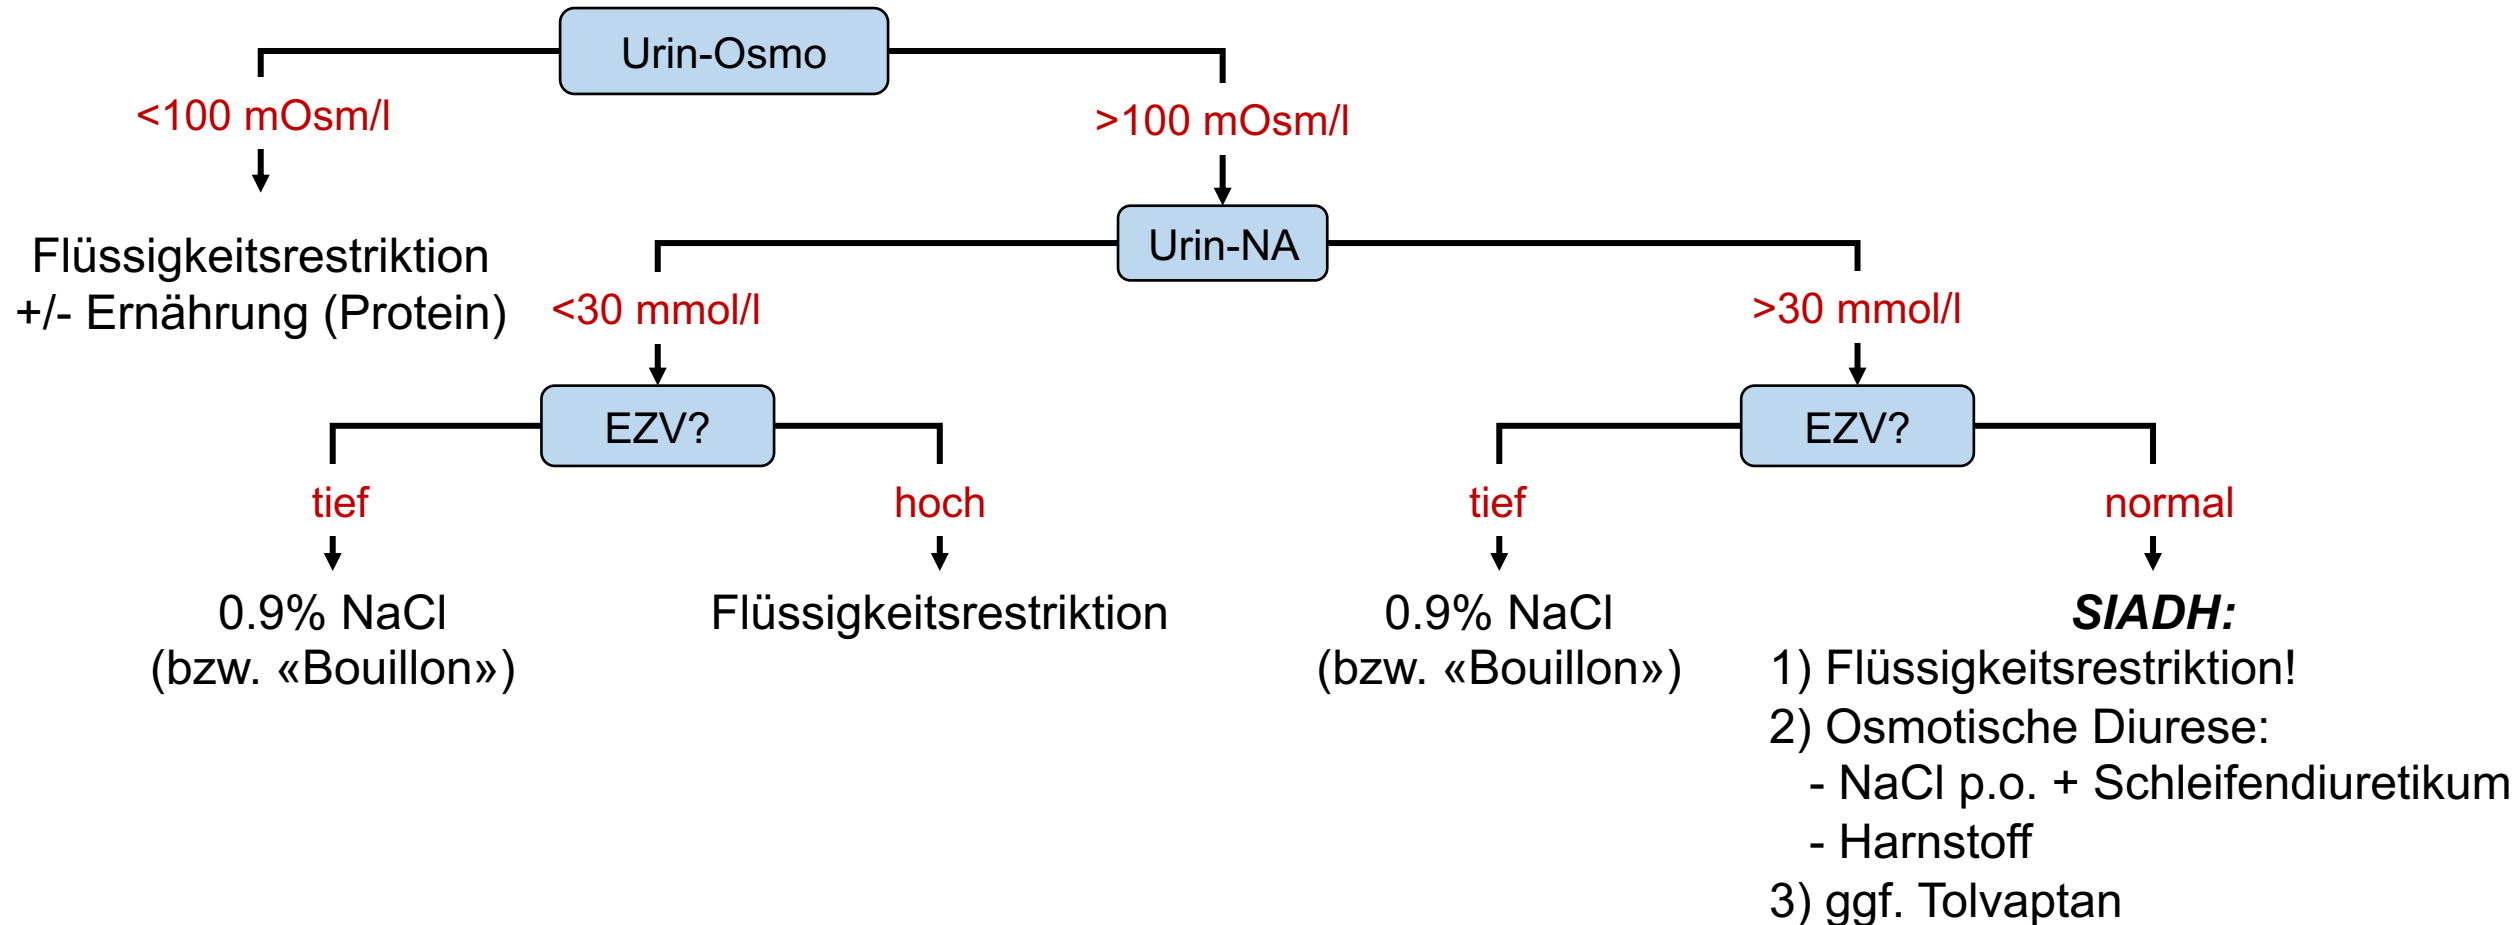 Urin-Osmo
<100 mOsm/l
>100 mOsm/l
Flüssigkeitsrestriktion
+/- Ernährung (Protein)
Urin-NA
<30 mmol/l
>30 mmol/l
EZV?
EZV?
tief
hoch
tief
normal
0.9% NaCl
(bzw. «Bouillon»)
Flüssigkeitsrestriktion
0.9% NaCl
(bzw. «Bouillon»)
SIADH:
1) Flüssigkeitsrestriktion!
2) Osmotische Diurese:
- NaCl p.o. + Schleifendiuretikum
- Harnstoff
3) ggf. Tolvaptan